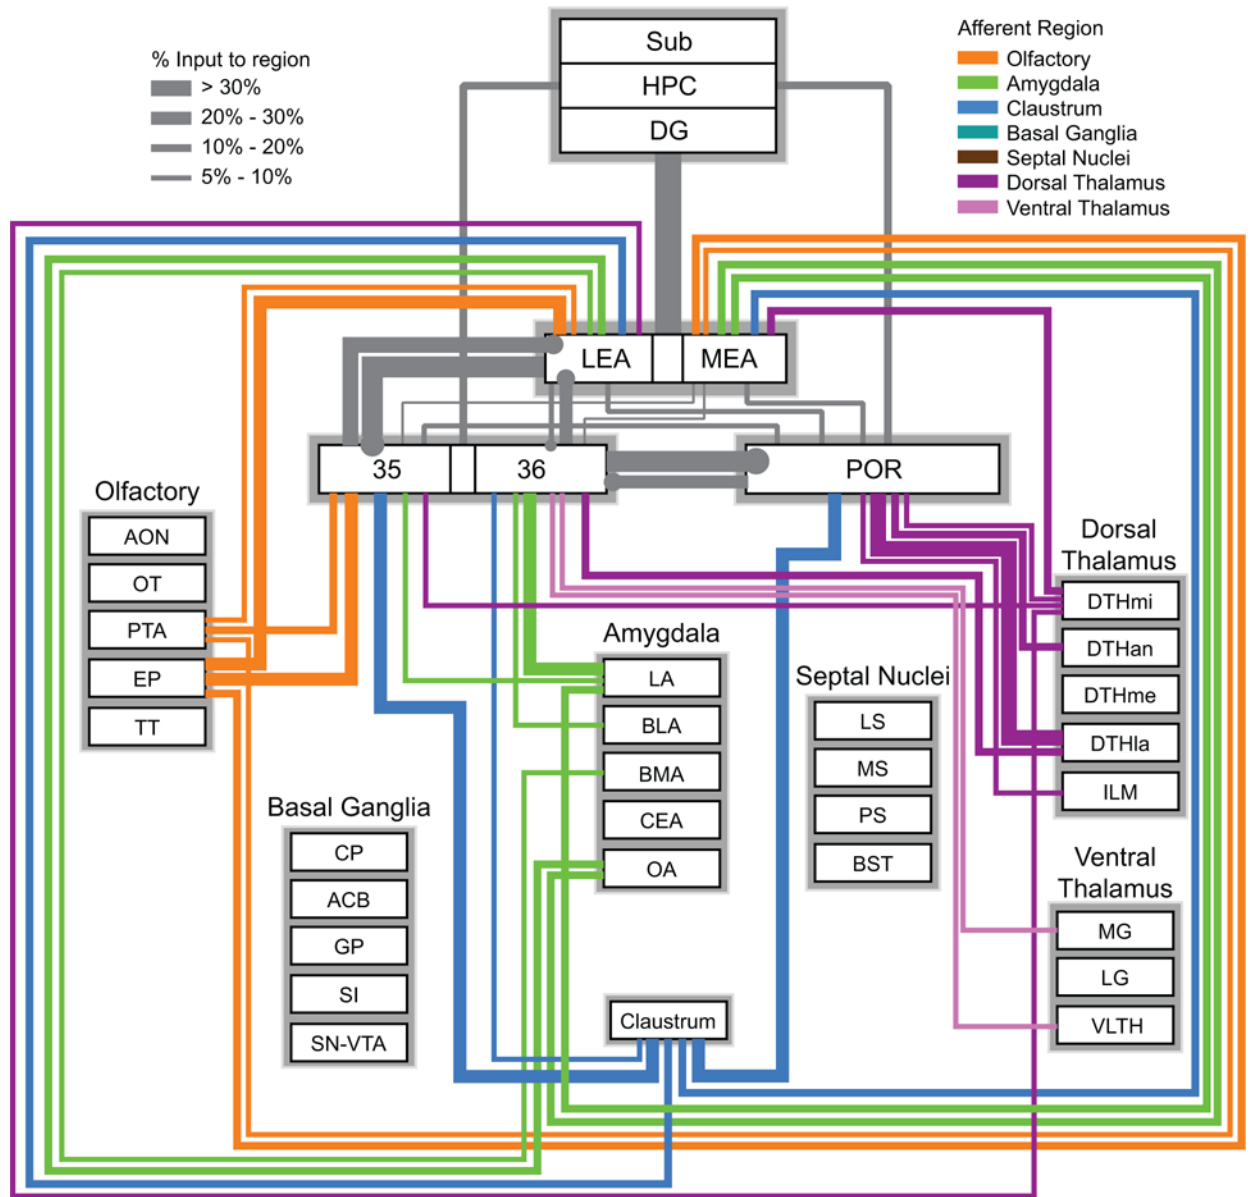 Sub
HPC
DG
% Input to region
> 30%
20% - 30%
10% - 20%
5% - 10%
Afferent Region
Olfactory
Amygdala
Claustrum
Basal Ganglia
Septal Nuclei
Dorsal Thalamus
Ventral Thalamus
LEA
MEA
35
36
POR
Olfactory
AON
OT
PTA
EP
TT
Basal Ganglia
CP
ACB
GP
SI
SN-VTA
Amygdala
LA
BLA
BMA
CEA
OA
Claustrum
Septal Nuclei
LS
MS
PS
BST
Dorsal
Thalamus
DTHmi
DTHan
DTHme
DTHla
ILM
Ventral
Thalamus
MG
LG
VLTH